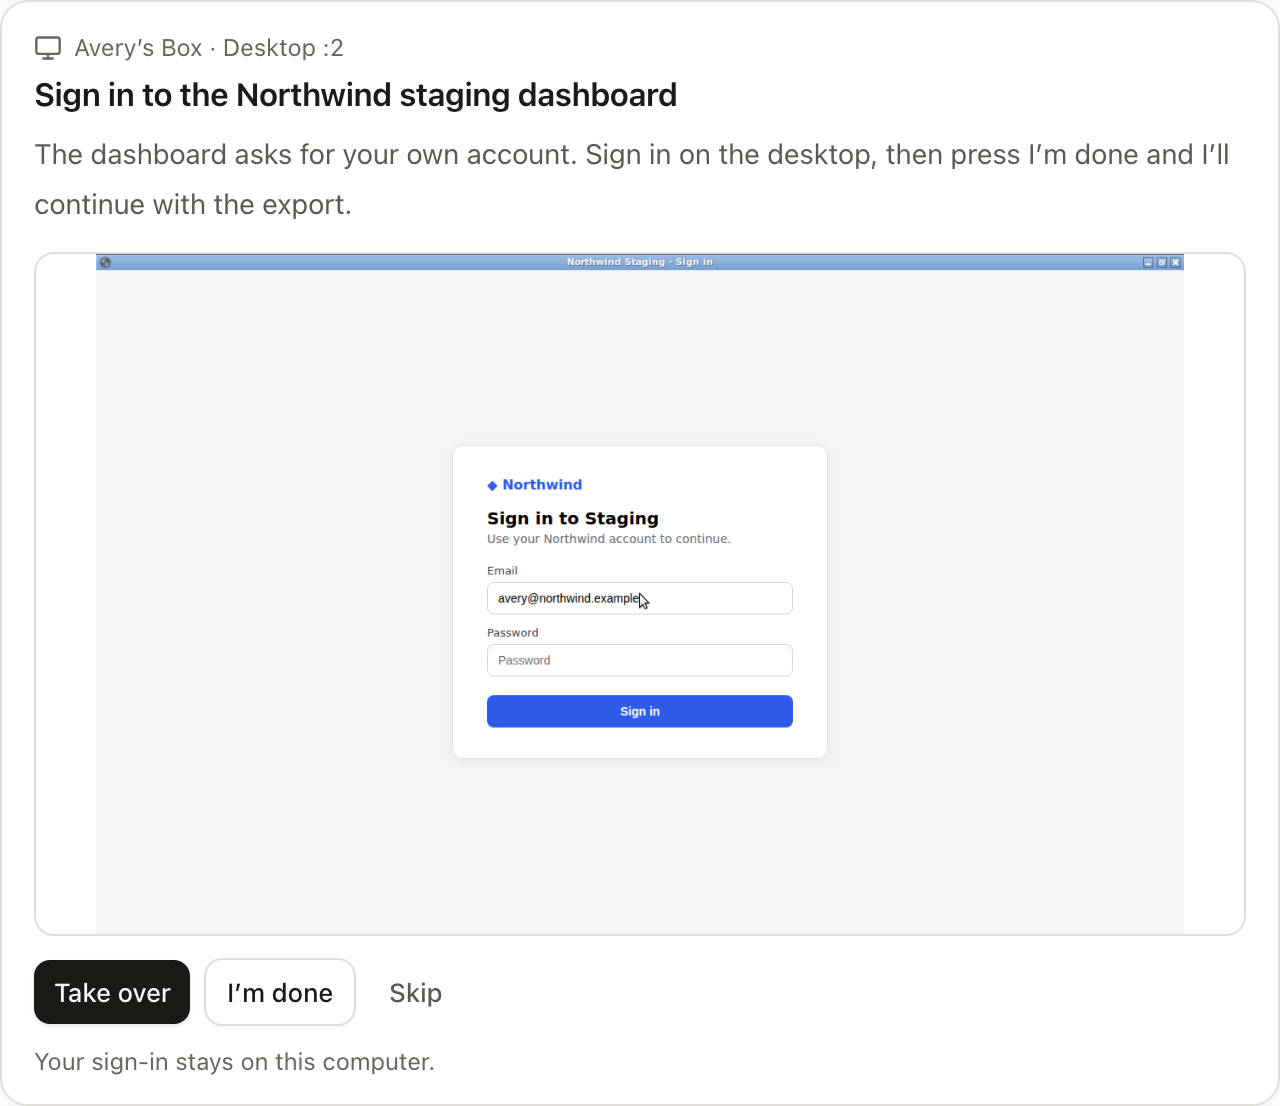 Avery’s Box · Desktop :2
Sign in to the Northwind staging dashboard
The dashboard asks for your own account. Sign in on the desktop, then press I’m done and I’ll
continue with the export.
Northwind Staging · Sign in
◆ Northwind
Sign in to Staging
Use your Northwind account to continue.
Email
avery@northwind.example
Password
Password
Sign in
Take over
I’m done
Skip
Your sign-in stays on this computer.